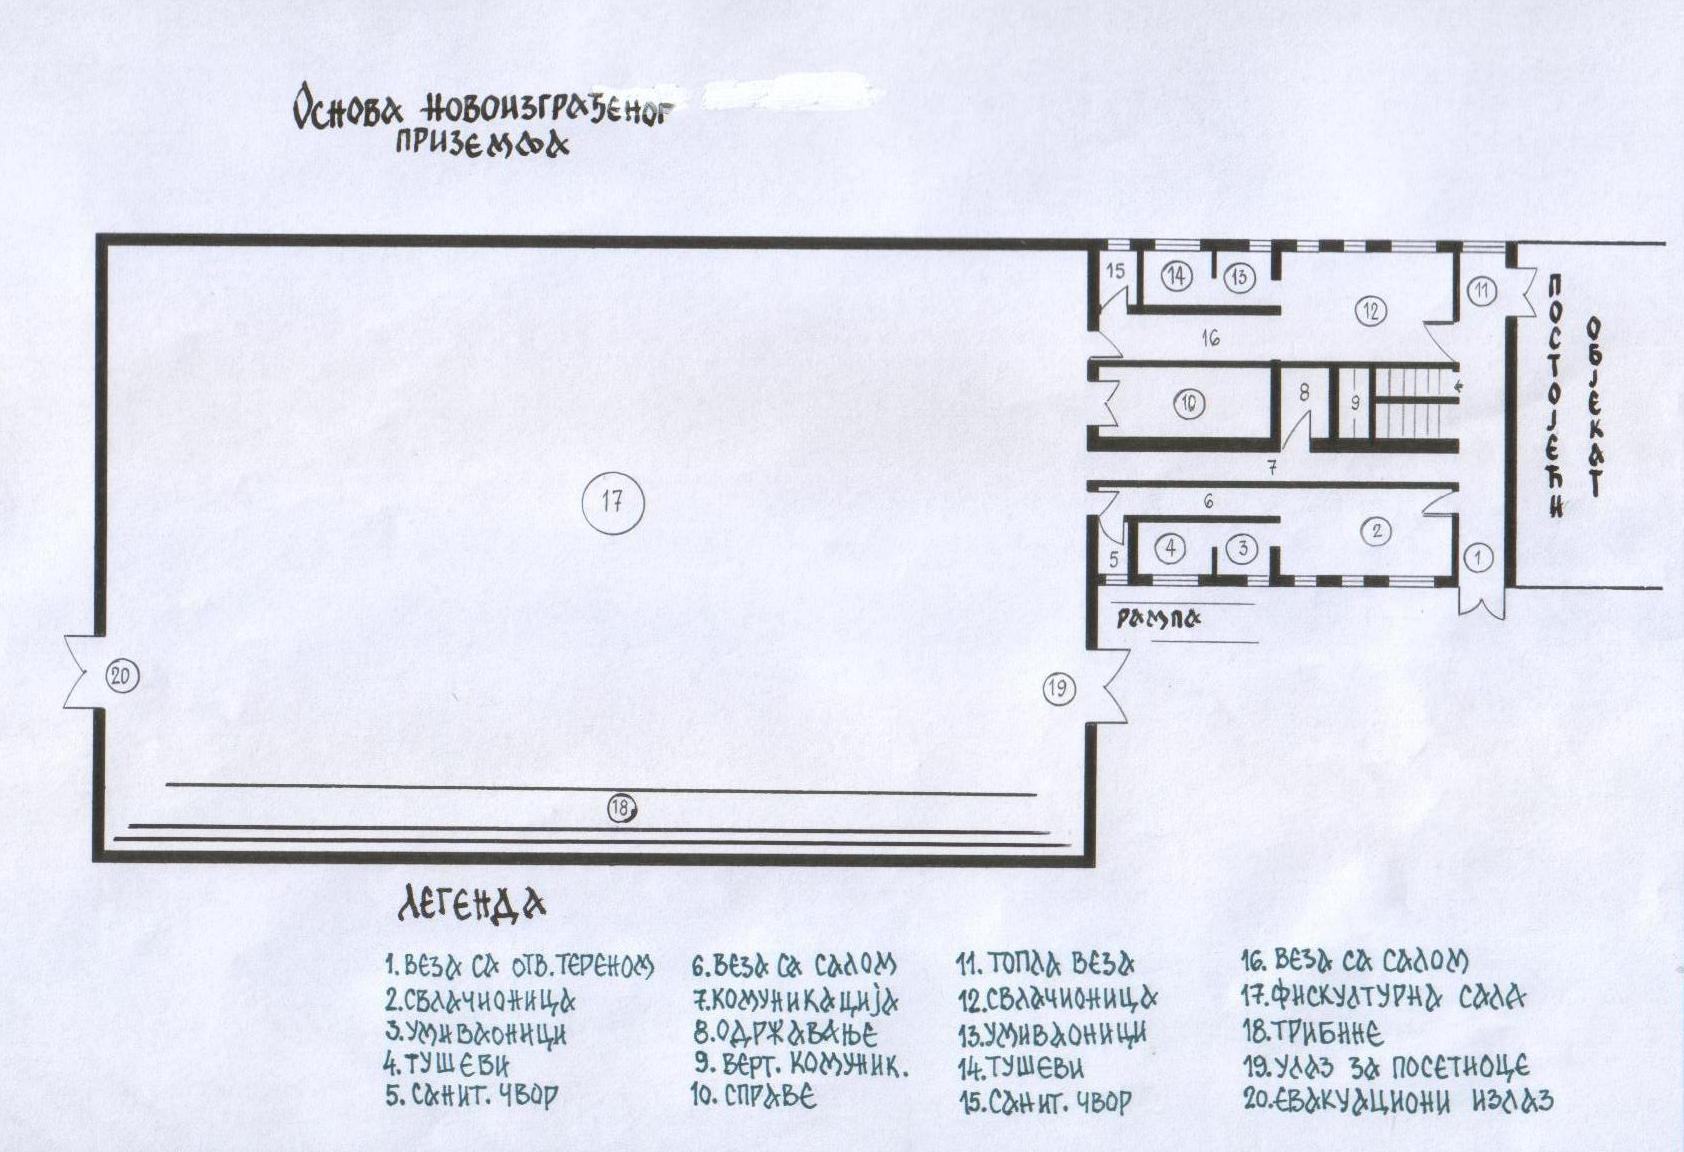 Основа новоизграђеног
приземља
15
14
13
12
11
16
10
8
9
7
6
17
2
4
3
5
1
ПОСТОЈЕЋИ
ОБЈЕКАТ
РАМПА
20
19
18
ЛЕГЕНДА
1. ВЕЗА СА ОТВ. ТЕРЕНОМ
2. СВЛАЧИОНИЦА
3. УМИВАОНИЦИ
4. ТУШЕВИ
5. САНИТ. ЧВОР
6. ВЕЗА СА САЛОМ
7. КОМУНИКАЦИЈА
8. ОДРЖАВАЊЕ
9. ВЕРТ. КОМУНИК.
10. СПРАВЕ
11. ТОПЛА ВЕЗА
12. СВЛАЧИОНИЦА
13. УМИВАОНИЦИ
14. ТУШЕВИ
15. САНИТ. ЧВОР
16. ВЕЗА СА САЛОМ
17. ФИСКУЛТУРНА САЛА
18. ТРИБИНЕ
19. УЛАЗ ЗА ПОСЕТИОЦЕ
20. ЕВАКУАЦИОНИ ИЗЛАЗ